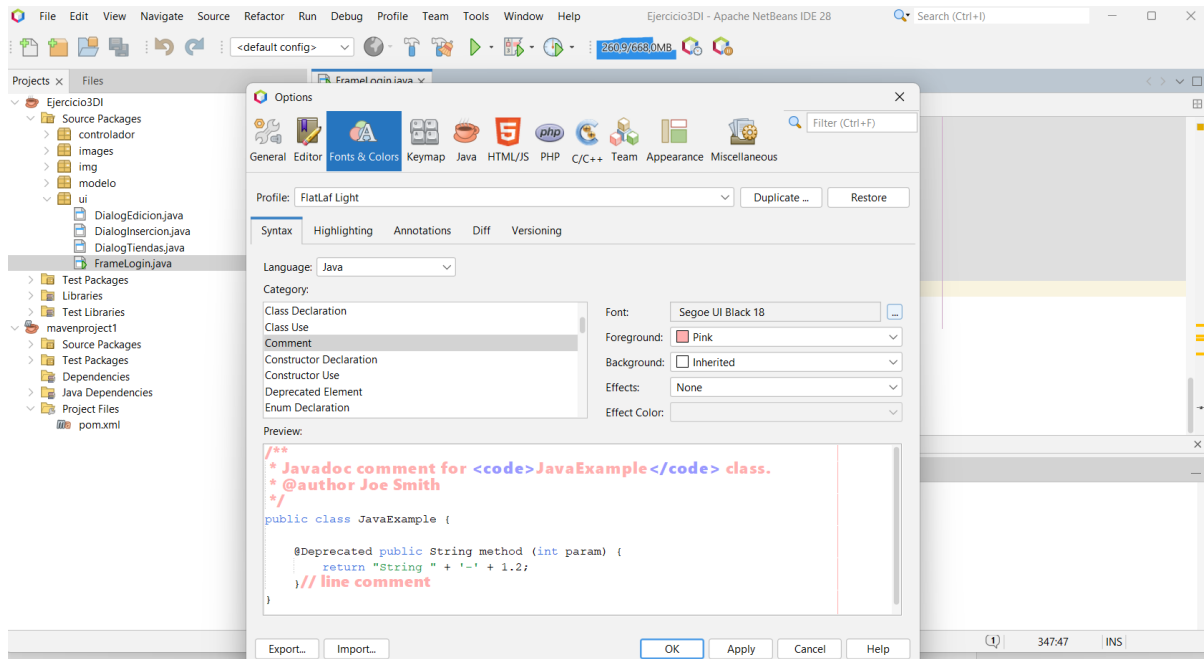 File Edit View Navigate Source Refactor Run Debug Profile Team Tools Window Help Ejercicio3DI - Apache NetBeans IDE 28 Search (Ctrl+I)
<default config> 260,9/668,0MB
Projects Files FrameLogin.java
Ejercicio3DI
Source Packages
controlador
images
img
modelo
ui
DialogEdicion.java
DialogInsercion.java
DialogTiendas.java
FrameLogin.java
Test Packages
Libraries
Test Libraries
mavenproject1
Source Packages
Test Packages
Dependencies
Java Dependencies
Project Files
pom.xml
Options
Filter (Ctrl+F)
General Editor Fonts & Colors Keymap Java HTML/JS PHP C/C++ Team Appearance Miscellaneous
Profile: FlatLaf Light Duplicate ... Restore
Syntax Highlighting Annotations Diff Versioning
Language: Java
Category:
Class Declaration
Class Use
Comment
Constructor Declaration
Constructor Use
Deprecated Element
Enum Declaration
Font: Segoe UI Black 18 ...
Foreground: Pink
Background: Inherited
Effects: None
Effect Color:
Preview:
/**
* Javadoc comment for <code>JavaExample</code> class.
* @author Joe Smith
*/
public class JavaExample {
@Deprecated public String method (int param) {
return "String " + '-' + 1.2;
}// line comment
}
Export... Import... OK Apply Cancel Help
1 347:47 INS